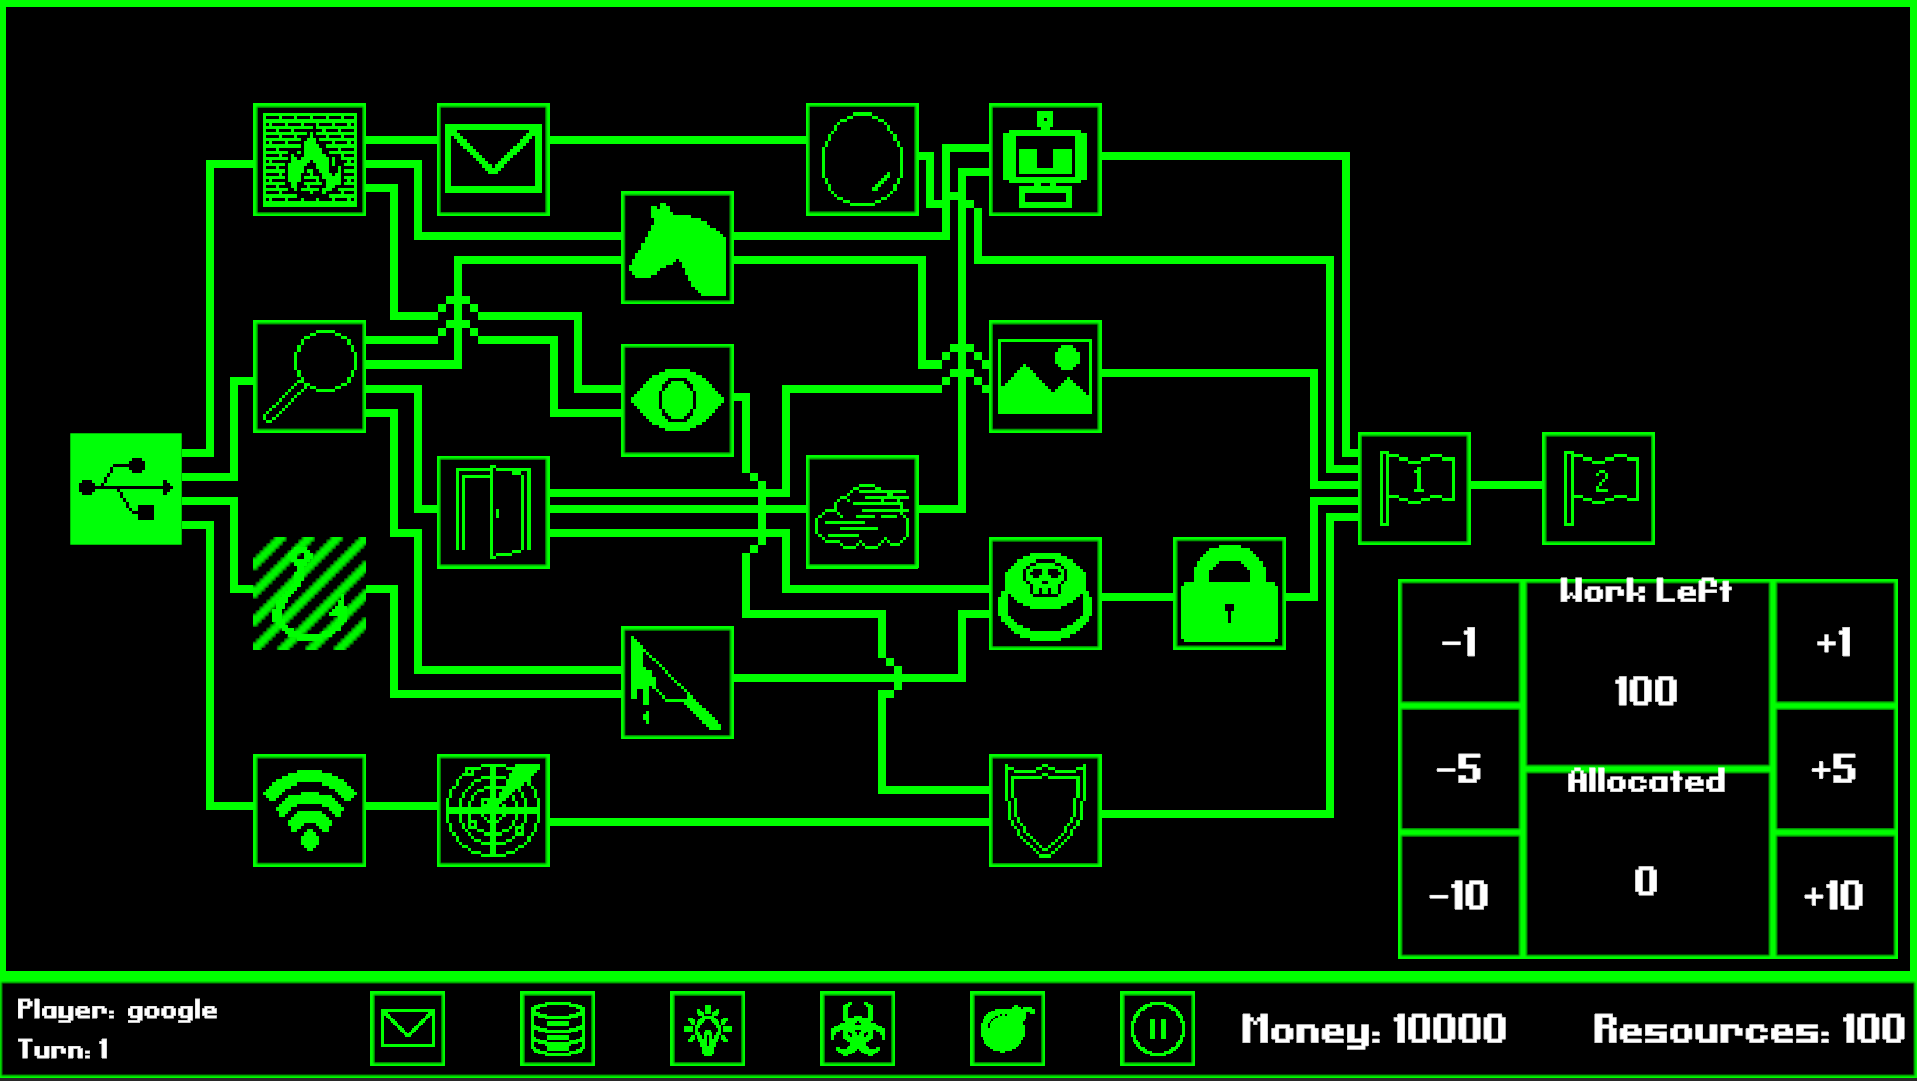 1
2
Work Left
-1
100
+1
-5
Allocated
+5
-10
0
+10
Player: google
Turn: 1
Money: 10000
Resources: 100